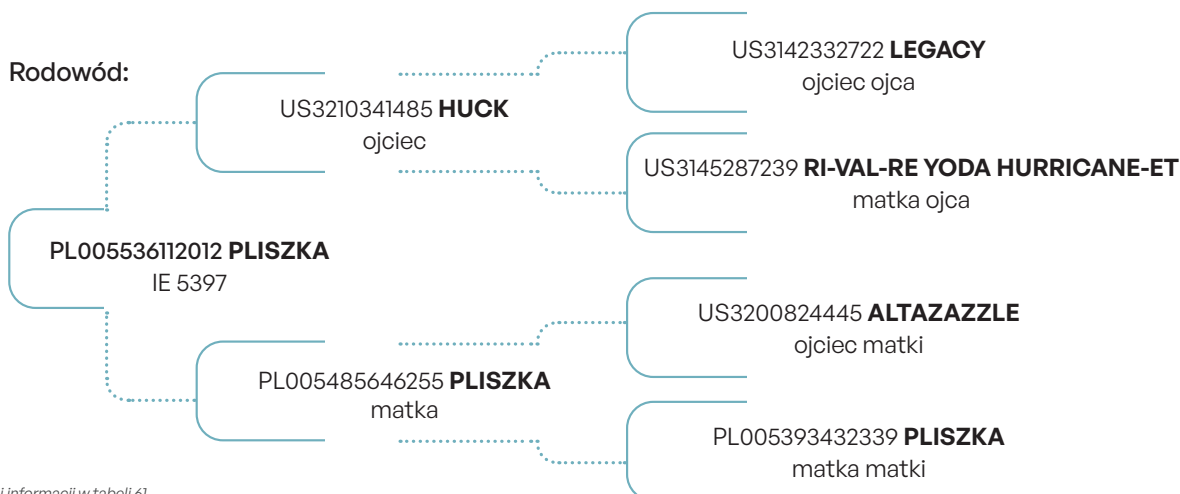 Rodowód:
US3142332722 LEGACY
ojciec ojca
US3210341485 HUCK
ojciec
US3145287239 RI-VAL-RE YODA HURRICANE-ET
matka ojca
PL005536112012 PLISZKA
IE 5397
US3200824445 ALTAZAZZLE
ojciec matki
PL005485646255 PLISZKA
matka
PL005393432339 PLISZKA
matka matki
informacji w tabeli 61